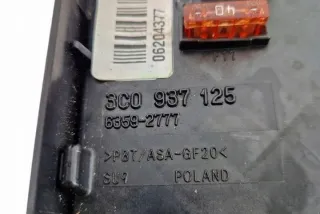 06204377
40
3C0 937 125
6359-2777
>PBT/ASA-GF20<
POLAND